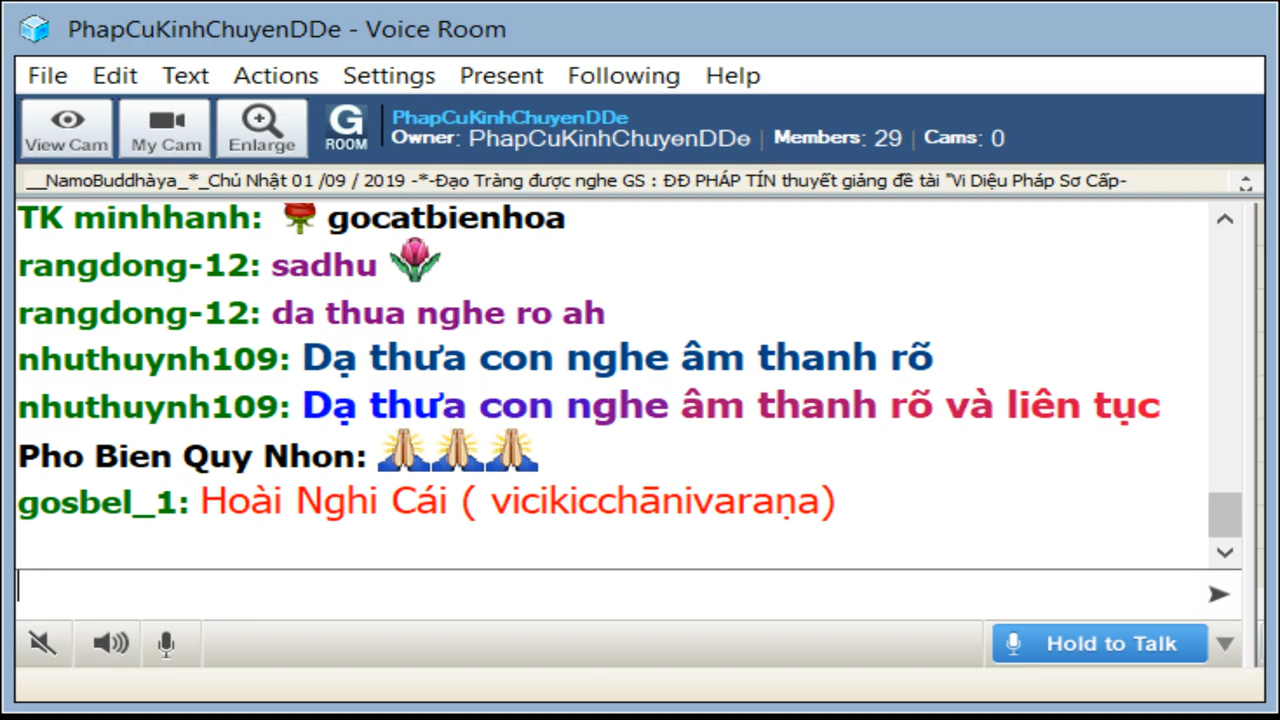 PhapCuKinhChuyenDDe - Voice Room
File Edit Text Actions Settings Present Following Help
View Cam My Cam Enlarge G ROOM PhapCuKinhChuyenDDe
Owner: PhapCuKinhChuyenDDe | Members: 29 | Cams: 0
__NamoBuddhàya_*_Chủ Nhật 01 /09 / 2019 -*-Đạo Tràng được nghe GS : ĐĐ PHÁP TÍN thuyết giảng đề tài "Vi Diệu Pháp Sơ Cấp-
TK minhhanh: gocatbienhoa
rangdong-12: sadhu
rangdong-12: da thua nghe ro ah
nhuthuynh109: Dạ thưa con nghe âm thanh rõ
nhuthuynh109: Dạ thưa con nghe âm thanh rõ và liên tục
Pho Bien Quy Nhon:
gosbel_1: Hoài Nghi Cái ( vicikicchānivaraṇa)
Hold to Talk